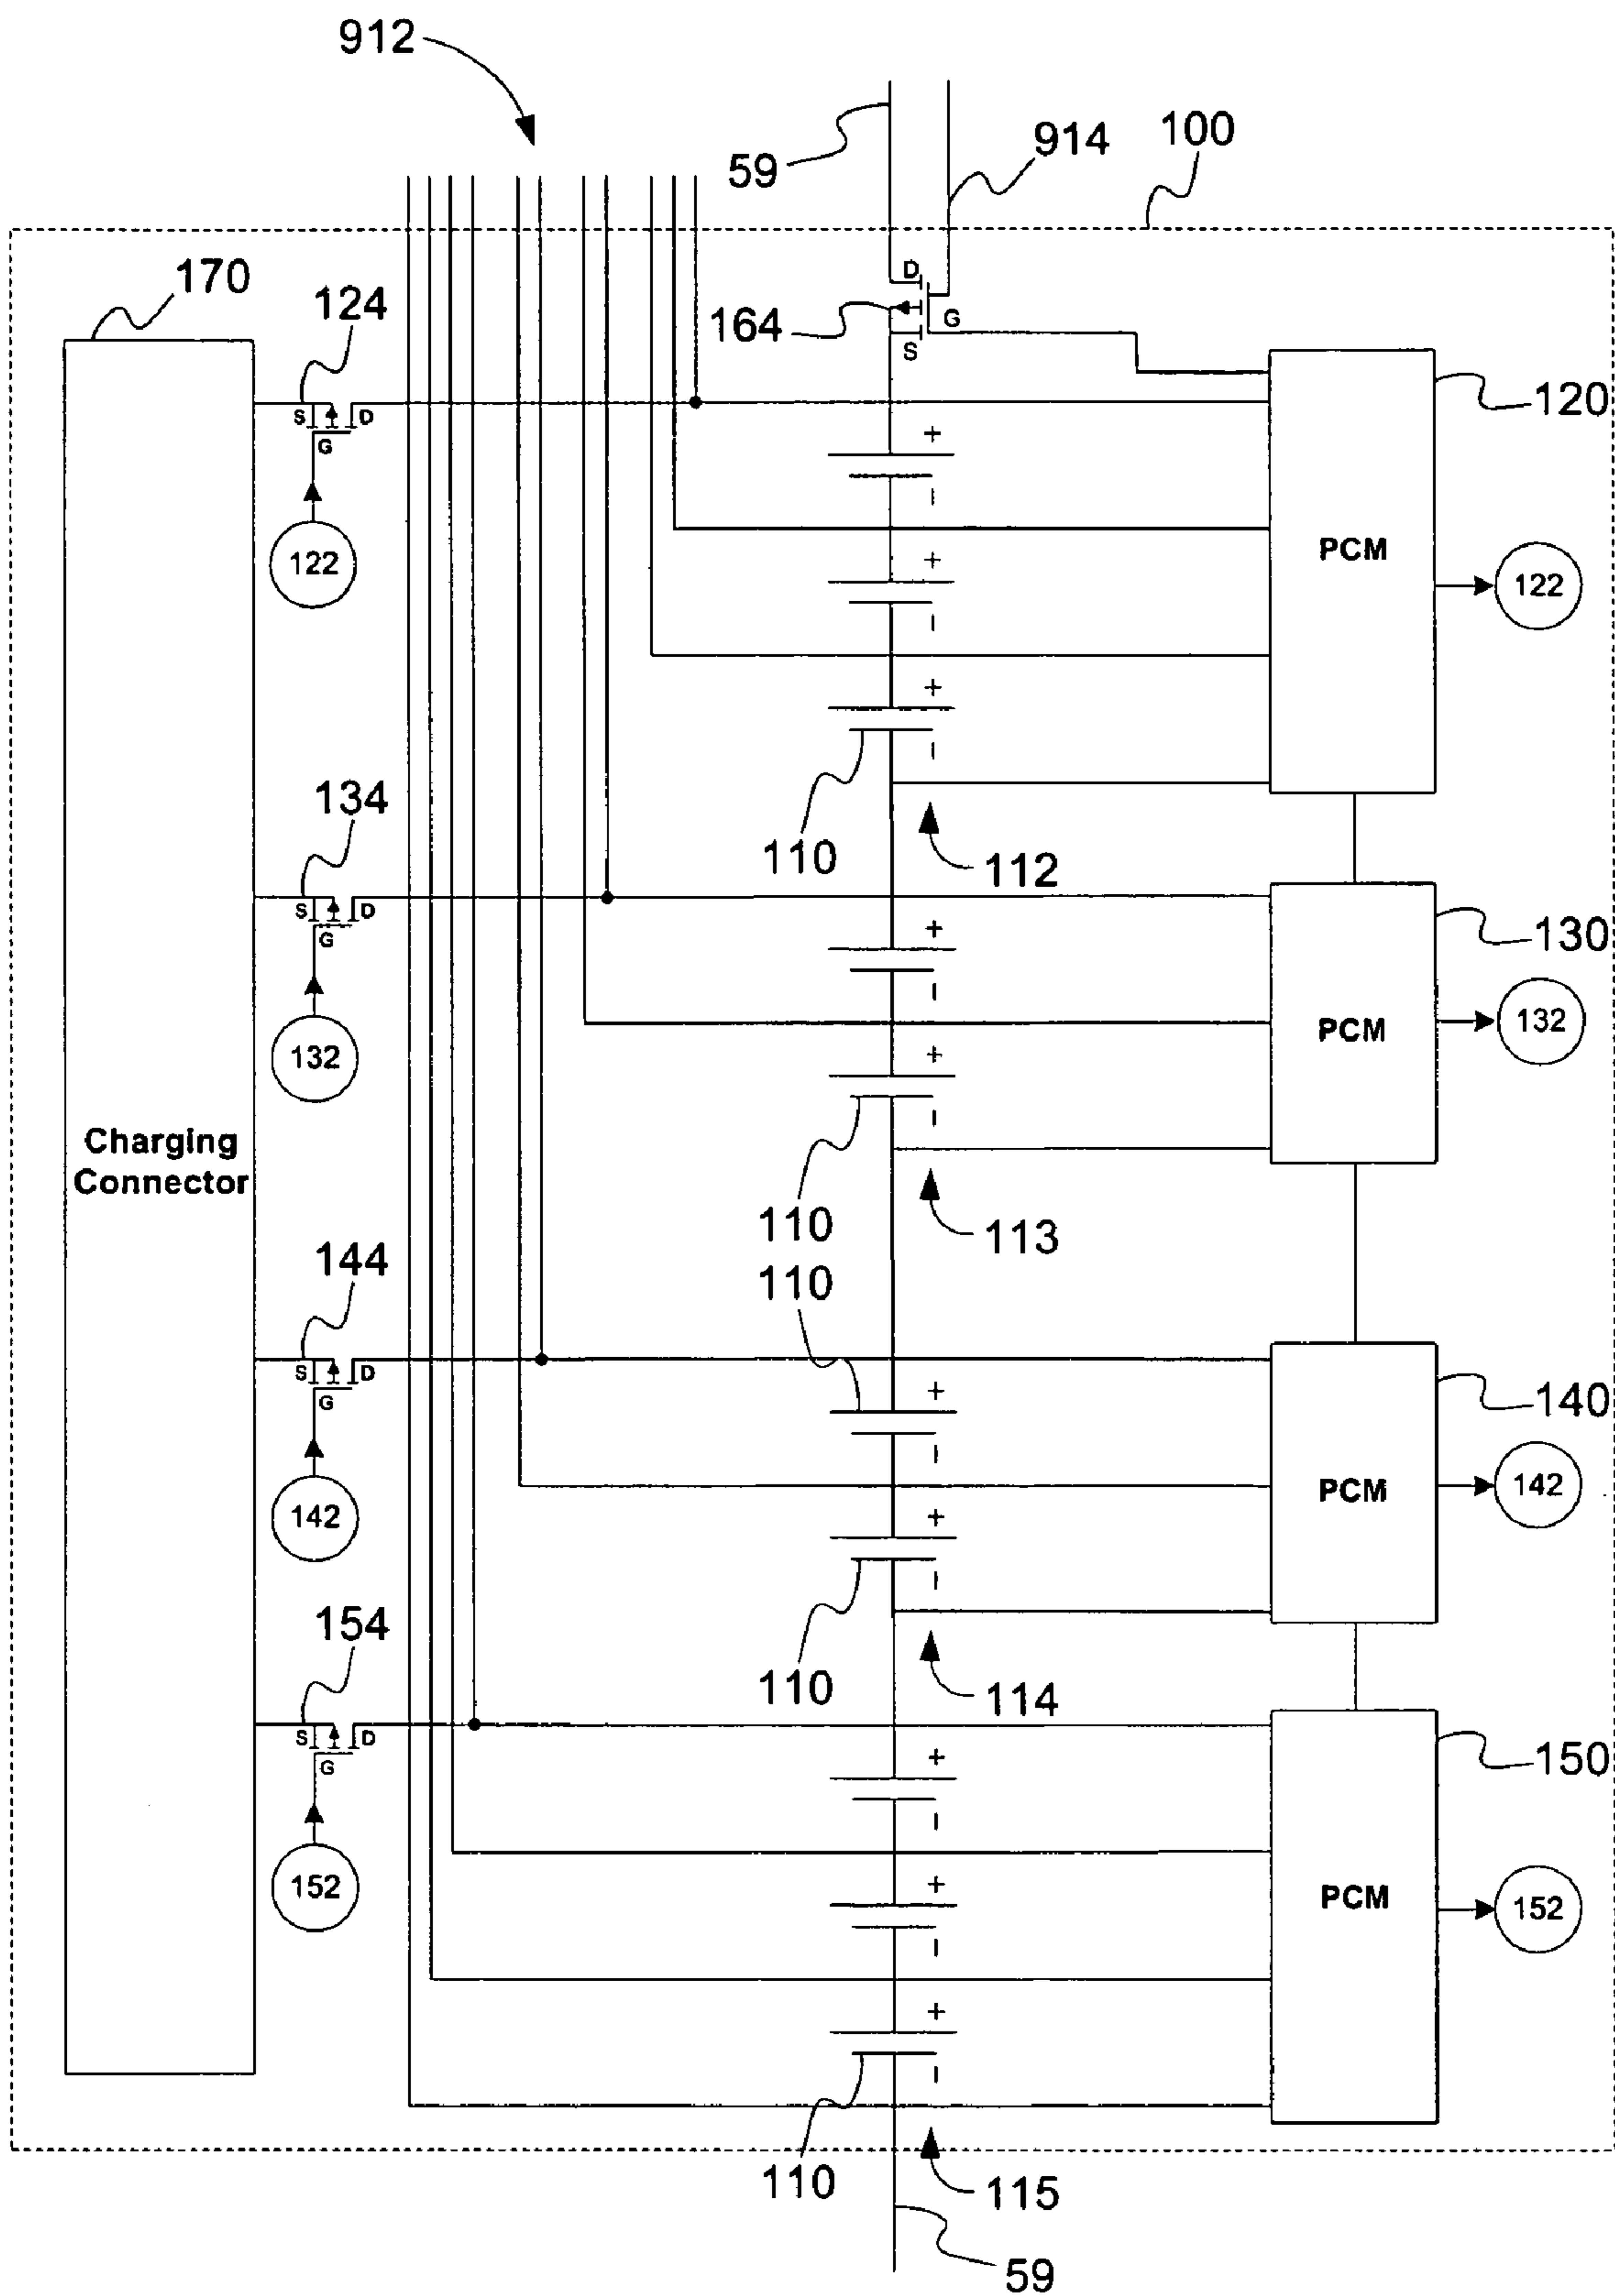 912
59
914
100
170
124
D
164
G
S
120
S
D
G
+
−
122
PCM
+
122
−
+
−
134
110
112
S
D
G
130
+
−
132
PCM
132
+
−
Charging
Connector
110
113
110
144
S
D
G
140
+
−
142
PCM
142
+
−
154
110
114
S
D
G
150
+
−
152
PCM
+
152
−
+
−
110
115
59